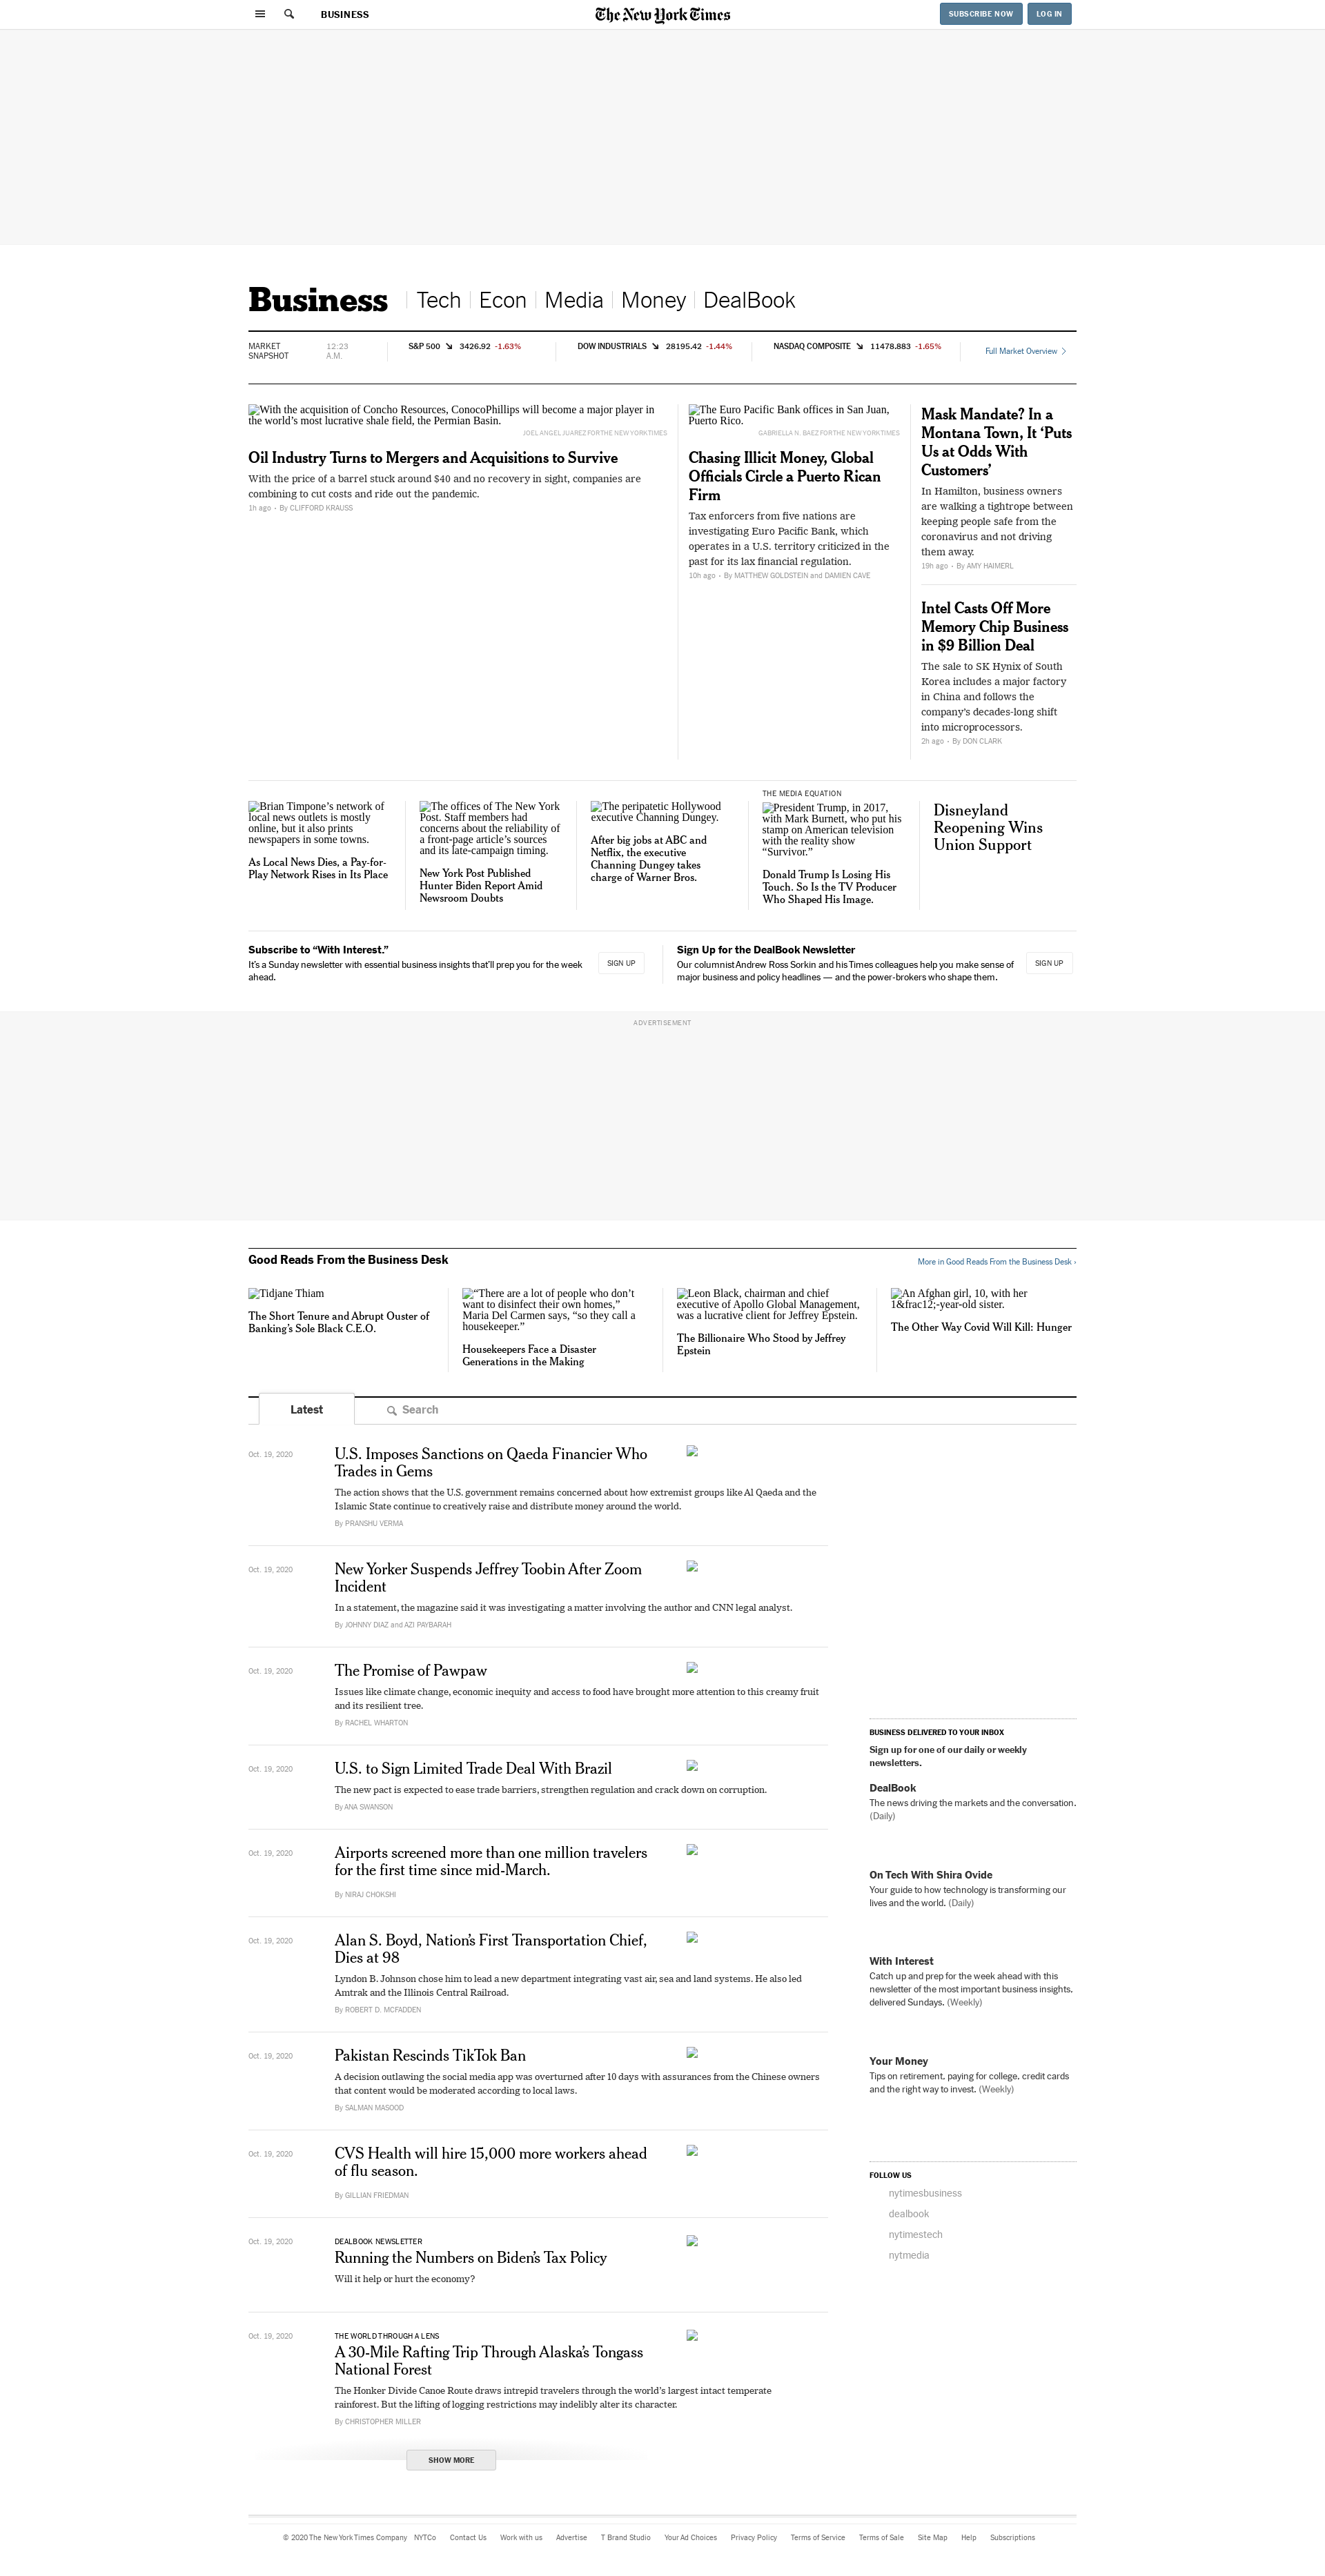 BUSINESS
The New York Times
SUBSCRIBE NOW
LOG IN
Business
Tech
Econ
Media
Money
DealBook
MARKET
SNAPSHOT
12:23
A.M.
S&P 500 3426.92 -1.63%
DOW INDUSTRIALS 28195.42 -1.44%
NASDAQ COMPOSITE 11478.883 -1.65%
Full Market Overview
With the acquisition of Concho Resources, ConocoPhillips will become a major player in
the world’s most lucrative shale field, the Permian Basin.
JOEL ANGEL JUAREZ FOR THE NEW YORK TIMES
Oil Industry Turns to Mergers and Acquisitions to Survive
With the price of a barrel stuck around $40 and no recovery in sight, companies are
combining to cut costs and ride out the pandemic.
1h ago • By CLIFFORD KRAUSS
The Euro Pacific Bank offices in San Juan,
Puerto Rico.
GABRIELLA N. BAEZ FOR THE NEW YORK TIMES
Chasing Illicit Money, Global
Officials Circle a Puerto Rican
Firm
Tax enforcers from five nations are
investigating Euro Pacific Bank, which
operates in a U.S. territory criticized in the
past for its lax financial regulation.
10h ago • By MATTHEW GOLDSTEIN and DAMIEN CAVE
Mask Mandate? In a
Montana Town, It ‘Puts
Us at Odds With
Customers’
In Hamilton, business owners
are walking a tightrope between
keeping people safe from the
coronavirus and not driving
them away.
19h ago • By AMY HAIMERL
Intel Casts Off More
Memory Chip Business
in $9 Billion Deal
The sale to SK Hynix of South
Korea includes a major factory
in China and follows the
company’s decades-long shift
into microprocessors.
2h ago • By DON CLARK
Brian Timpone’s network of
local news outlets is mostly
online, but it also prints
newspapers in some towns.
As Local News Dies, a Pay-for-
Play Network Rises in Its Place
The offices of The New York
Post. Staff members had
concerns about the reliability of
a front-page article’s sources
and its late-campaign timing.
New York Post Published
Hunter Biden Report Amid
Newsroom Doubts
The peripatetic Hollywood
executive Channing Dungey.
After big jobs at ABC and
Netflix, the executive
Channing Dungey takes
charge of Warner Bros.
THE MEDIA EQUATION
President Trump, in 2017,
with Mark Burnett, who put his
stamp on American television
with the reality show
“Survivor.”
Donald Trump Is Losing His
Touch. So Is the TV Producer
Who Shaped His Image.
Disneyland
Reopening Wins
Union Support
Subscribe to “With Interest.”
It’s a Sunday newsletter with essential business insights that’ll prep you for the week
ahead.
SIGN UP
Sign Up for the DealBook Newsletter
Our columnist Andrew Ross Sorkin and his Times colleagues help you make sense of
major business and policy headlines — and the power-brokers who shape them.
SIGN UP
ADVERTISEMENT
Good Reads From the Business Desk
More in Good Reads From the Business Desk ›
Tidjane Thiam
The Short Tenure and Abrupt Ouster of
Banking’s Sole Black C.E.O.
“There are a lot of people who don’t
want to disinfect their own homes,”
Maria Del Carmen says, “so they call a
housekeeper.”
Housekeepers Face a Disaster
Generations in the Making
Leon Black, chairman and chief
executive of Apollo Global Management,
was a lucrative client for Jeffrey Epstein.
The Billionaire Who Stood by Jeffrey
Epstein
An Afghan girl, 10, with her
1&frac12;-year-old sister.
The Other Way Covid Will Kill: Hunger
Latest
Search
Oct. 19, 2020
U.S. Imposes Sanctions on Qaeda Financier Who
Trades in Gems
The action shows that the U.S. government remains concerned about how extremist groups like Al Qaeda and the
Islamic State continue to creatively raise and distribute money around the world.
By PRANSHU VERMA
Oct. 19, 2020
New Yorker Suspends Jeffrey Toobin After Zoom
Incident
In a statement, the magazine said it was investigating a matter involving the author and CNN legal analyst.
By JOHNNY DIAZ and AZI PAYBARAH
Oct. 19, 2020
The Promise of Pawpaw
Issues like climate change, economic inequity and access to food have brought more attention to this creamy fruit
and its resilient tree.
By RACHEL WHARTON
Oct. 19, 2020
U.S. to Sign Limited Trade Deal With Brazil
The new pact is expected to ease trade barriers, strengthen regulation and crack down on corruption.
By ANA SWANSON
Oct. 19, 2020
Airports screened more than one million travelers
for the first time since mid-March.
By NIRAJ CHOKSHI
Oct. 19, 2020
Alan S. Boyd, Nation’s First Transportation Chief,
Dies at 98
Lyndon B. Johnson chose him to lead a new department integrating vast air, sea and land systems. He also led
Amtrak and the Illinois Central Railroad.
By ROBERT D. MCFADDEN
Oct. 19, 2020
Pakistan Rescinds TikTok Ban
A decision outlawing the social media app was overturned after 10 days with assurances from the Chinese owners
that content would be moderated according to local laws.
By SALMAN MASOOD
Oct. 19, 2020
CVS Health will hire 15,000 more workers ahead
of flu season.
By GILLIAN FRIEDMAN
Oct. 19, 2020
DEALBOOK NEWSLETTER
Running the Numbers on Biden’s Tax Policy
Will it help or hurt the economy?
Oct. 19, 2020
THE WORLD THROUGH A LENS
A 30-Mile Rafting Trip Through Alaska’s Tongass
National Forest
The Honker Divide Canoe Route draws intrepid travelers through the world’s largest intact temperate
rainforest. But the lifting of logging restrictions may indelibly alter its character.
By CHRISTOPHER MILLER
SHOW MORE
BUSINESS DELIVERED TO YOUR INBOX
Sign up for one of our daily or weekly
newsletters.
DealBook
The news driving the markets and the conversation.
(Daily)
On Tech With Shira Ovide
Your guide to how technology is transforming our
lives and the world. (Daily)
With Interest
Catch up and prep for the week ahead with this
newsletter of the most important business insights,
delivered Sundays. (Weekly)
Your Money
Tips on retirement, paying for college, credit cards
and the right way to invest. (Weekly)
FOLLOW US
nytimesbusiness
dealbook
nytimestech
nytmedia
© 2020 The New York Times Company NYTCo Contact Us Work with us Advertise T Brand Studio Your Ad Choices Privacy Policy Terms of Service Terms of Sale Site Map Help Subscriptions